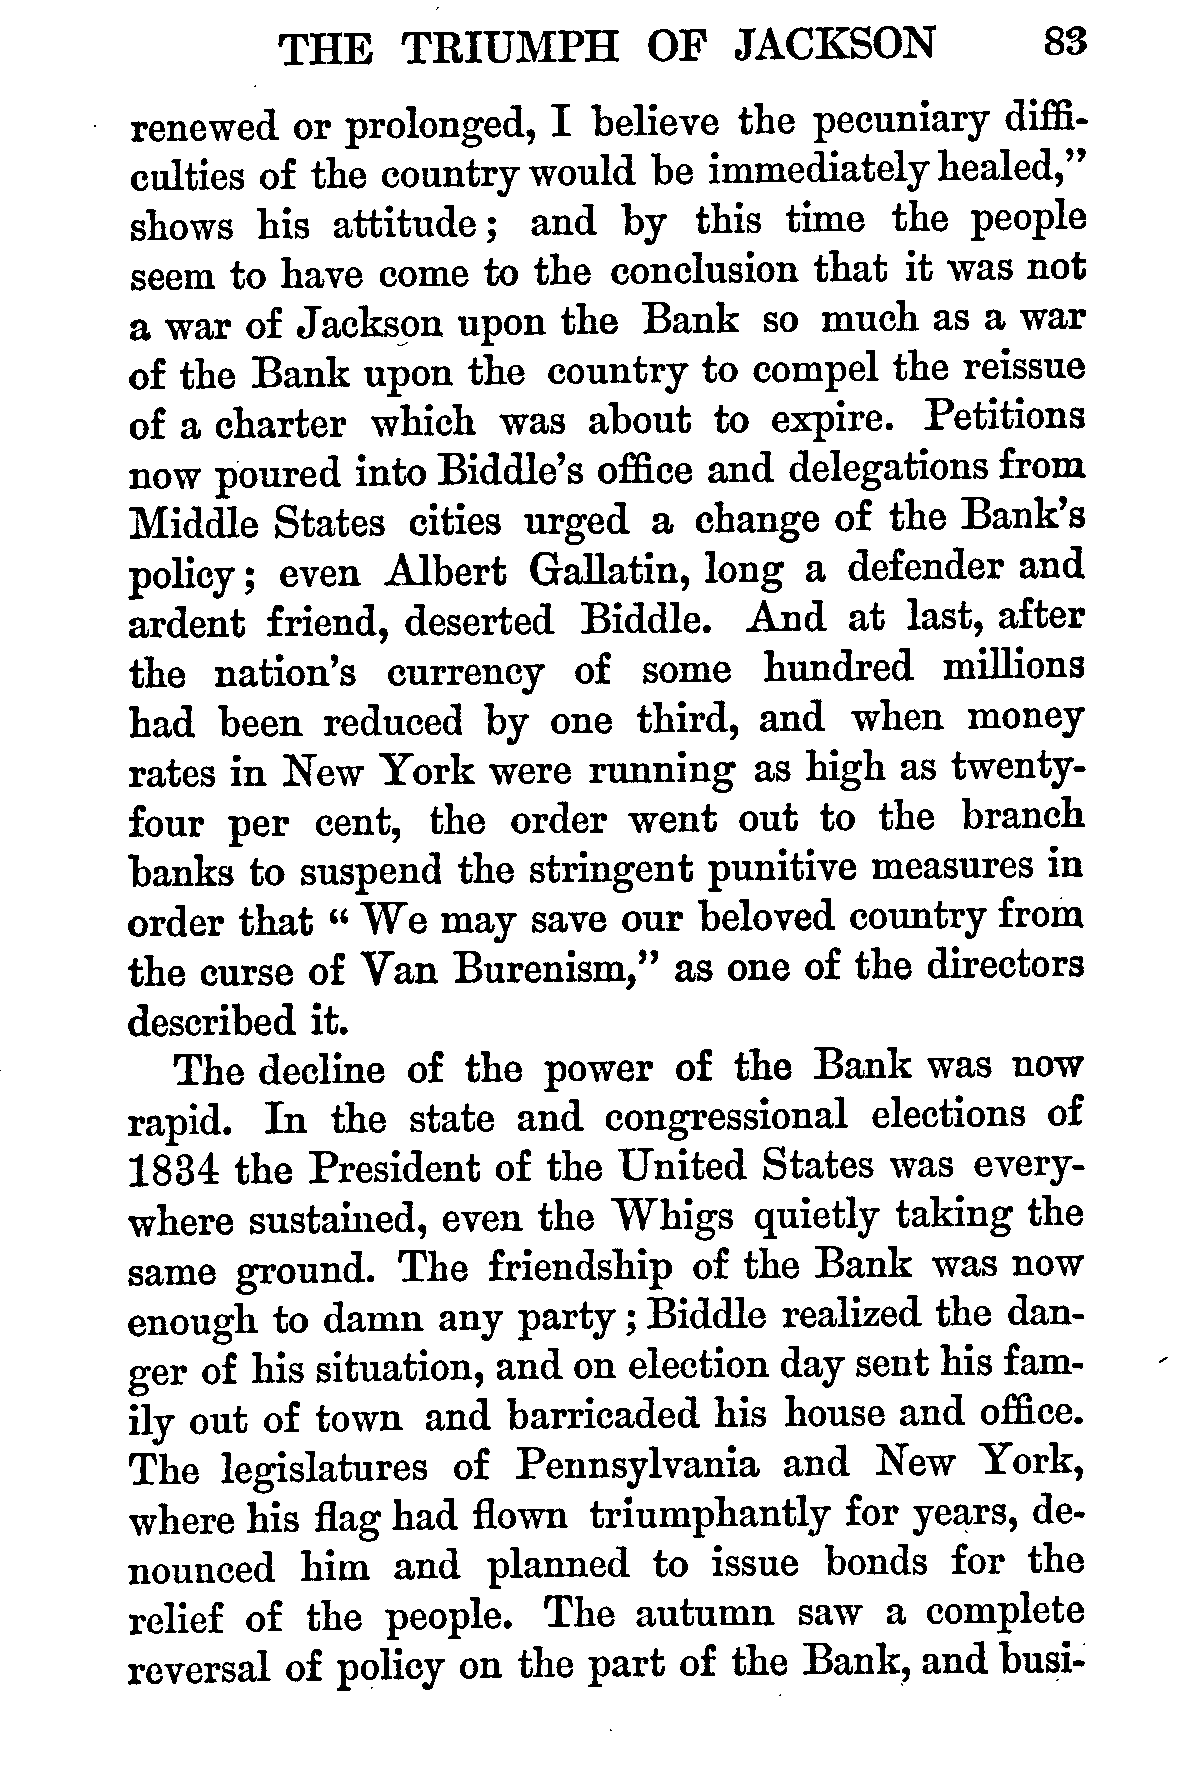 THE TRIUMPH OF JACKSON 83
renewed or prolonged, I believe the pecuniary diffi-
culties of the country would be immediately healed,"
shows his attitude; and by this time the people
seem to have come to the conclusion that it was not
a war of Jackson upon the Bank so much as a war
of the Bank upon the country to compel the reissue
of a charter which was about to expire. Petitions
now poured into Biddle's office and delegations from
Middle States cities urged a change of the Bank's
policy; even Albert Gallatin, long a defender and
ardent friend, deserted Biddle. And at last, after
the nation's currency of some hundred millions
had been reduced by one third, and when money
rates in New York were running as high as twenty-
four per cent, the order went out to the branch
banks to suspend the stringent punitive measures in
order that "We may save our beloved country from
the curse of Van Burenism," as one of the directors
described it.
The decline of the power of the Bank was now
rapid. In the state and congressional elections of
1834 the President of the United States was every-
where sustained, even the Whigs quietly taking the
same ground. The friendship of the Bank was now
enough to damn any party; Biddle realized the dan-
ger of his situation, and on election day sent his fam-
ily out of town and barricaded his house and office.
The legislatures of Pennsylvania and New York,
where his flag had flown triumphantly for years, de-
nounced him and planned to issue bonds for the
relief of the people. The autumn saw a complete
reversal of policy on the part of the Bank, and busi-